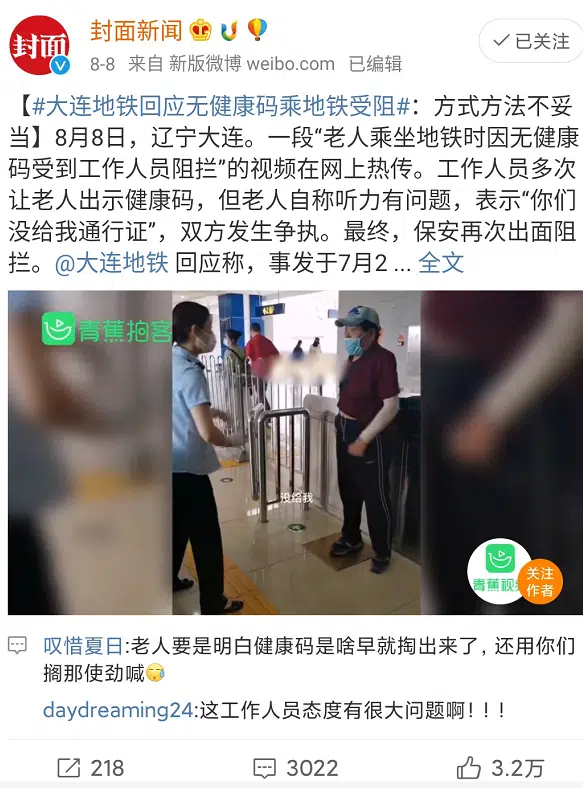 封面
封面新闻
已关注
8-8 来自 新版微博 weibo.com 已编辑
【#大连地铁回应无健康码乘地铁受阻#：方式方法不妥
当】8月8日，辽宁大连。一段“老人乘坐地铁时因无健康
码受到工作人员阻拦”的视频在网上热传。工作人员多次
让老人出示健康码，但老人自称听力有问题，表示“你们
没给我通行证”，双方发生争执。最终，保安再次出面阻
拦。@大连地铁 回应称，事发于7月2 ... 全文
青蕉拍客
没给我
青蕉视频
关注
作者
叹惜夏日:老人要是明白健康码是啥早就掏出来了，还用你们
搁那使劲喊
daydreaming24:这工作人员态度有很大问题啊！！！
218
3022
3.2万